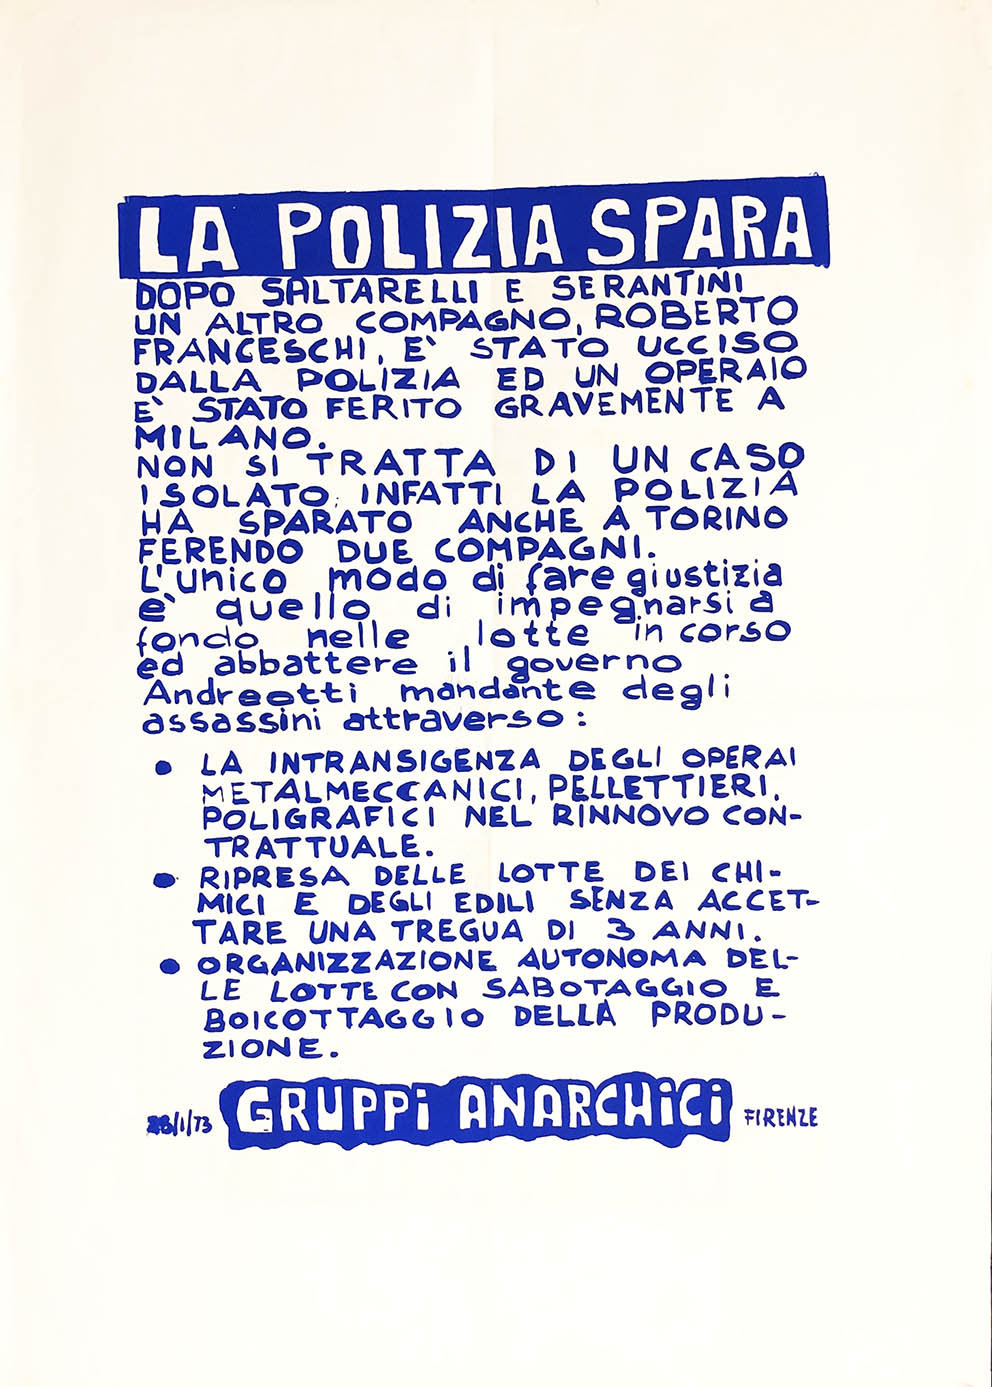 LA POLIZIA SPARA
DOPO SALTARELLI E SERANTINI
UN ALTRO COMPAGNO, ROBERTO
FRANCESCHI, E' STATO UCCISO
DALLA POLIZIA ED UN OPERAIO
E' STATO FERITO GRAVEMENTE A
MILANO.
NON SI TRATTA DI UN CASO
ISOLATO; INFATTI LA POLIZIA
HA SPARATO ANCHE A TORINO
FERENDO DUE COMPAGNI.
L'unico modo di fare giustizia
e' quello di impegnarsi a
fondo nelle lotte in corso
ed abbattere il governo
Andreotti mandante degli
assassini attraverso:
• LA INTRANSIGENZA DEGLI OPERAI
METALMECCANICI, PELLETTIERI,
POLIGRAFICI NEL RINNOVO CON-
TRATTUALE.
• RIPRESA DELLE LOTTE DEI CHI-
MICI E DEGLI EDILI SENZA ACCET-
TARE UNA TREGUA DI 3 ANNI.
• ORGANIZZAZIONE AUTONOMA DEL-
LE LOTTE CON SABOTAGGIO E
BOICOTTAGGIO DELLA PRODU-
ZIONE.
28/1/73 GRUPPI ANARCHICI FIRENZE